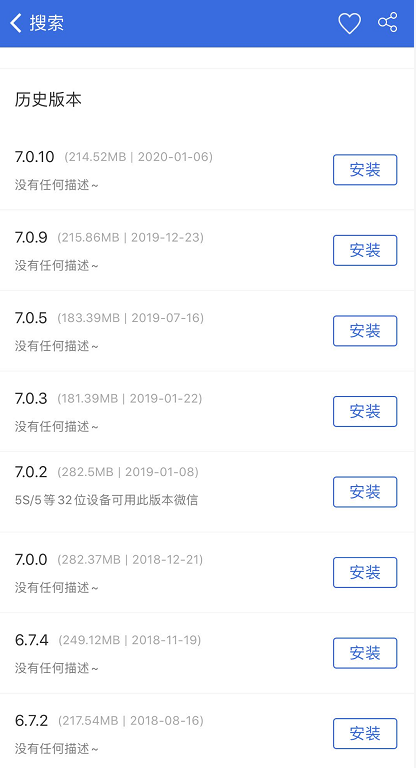 搜索
历史版本
7.0.10 (214.52MB | 2020-01-06)
没有任何描述~
安装
7.0.9 (215.86MB | 2019-12-23)
没有任何描述~
安装
7.0.5 (183.39MB | 2019-07-16)
没有任何描述~
安装
7.0.3 (181.39MB | 2019-01-22)
没有任何描述~
安装
7.0.2 (282.5MB | 2019-01-08)
5S/5等32位设备可用此版本微信
安装
7.0.0 (282.37MB | 2018-12-21)
没有任何描述~
安装
6.7.4 (249.12MB | 2018-11-19)
没有任何描述~
安装
6.7.2 (217.54MB | 2018-08-16)
没有任何描述~
安装